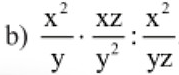 b) x²/y · xz/y² : x²/yz